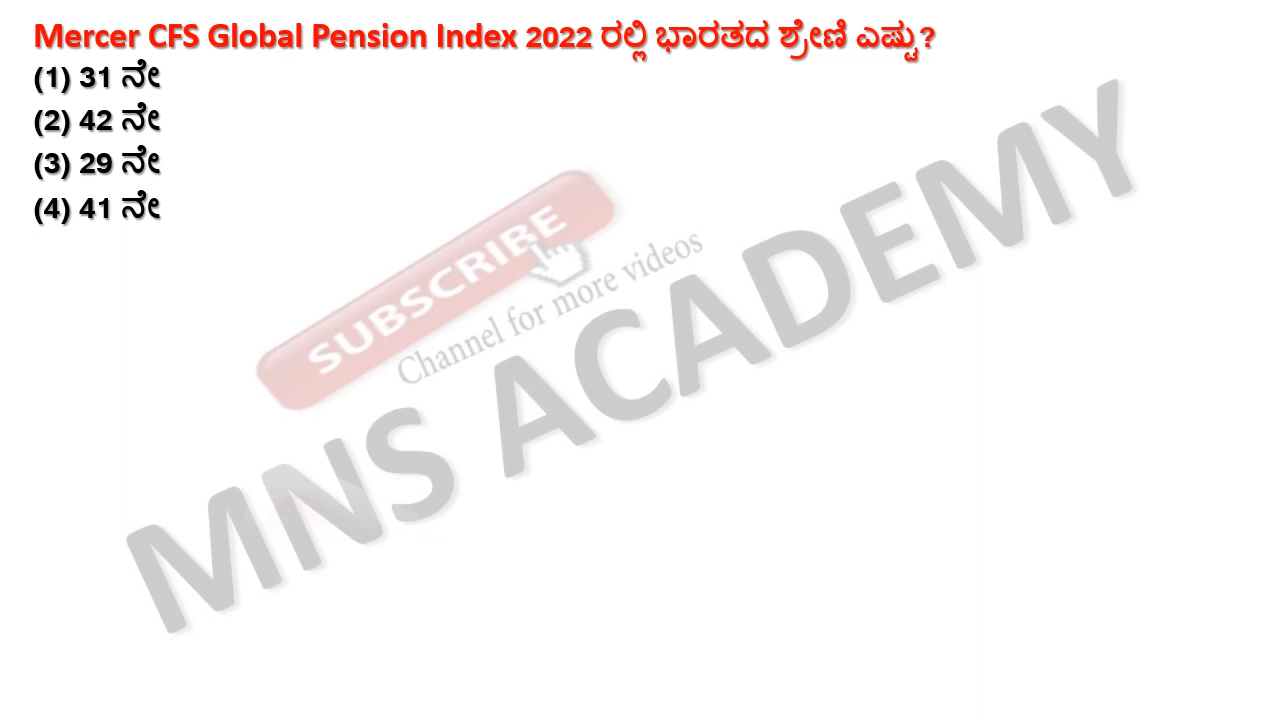 Mercer CFS Global Pension Index 2022 ರಲ್ಲಿ ಭಾರತದ ಶ್ರೇಣಿ ಎಷ್ಟು?
(1) 31 ನೇ
(2) 42 ನೇ
(3) 29 ನೇ
(4) 41 ನೇ
SUBSCRIBE
Channel for more videos
MNS ACADEMY